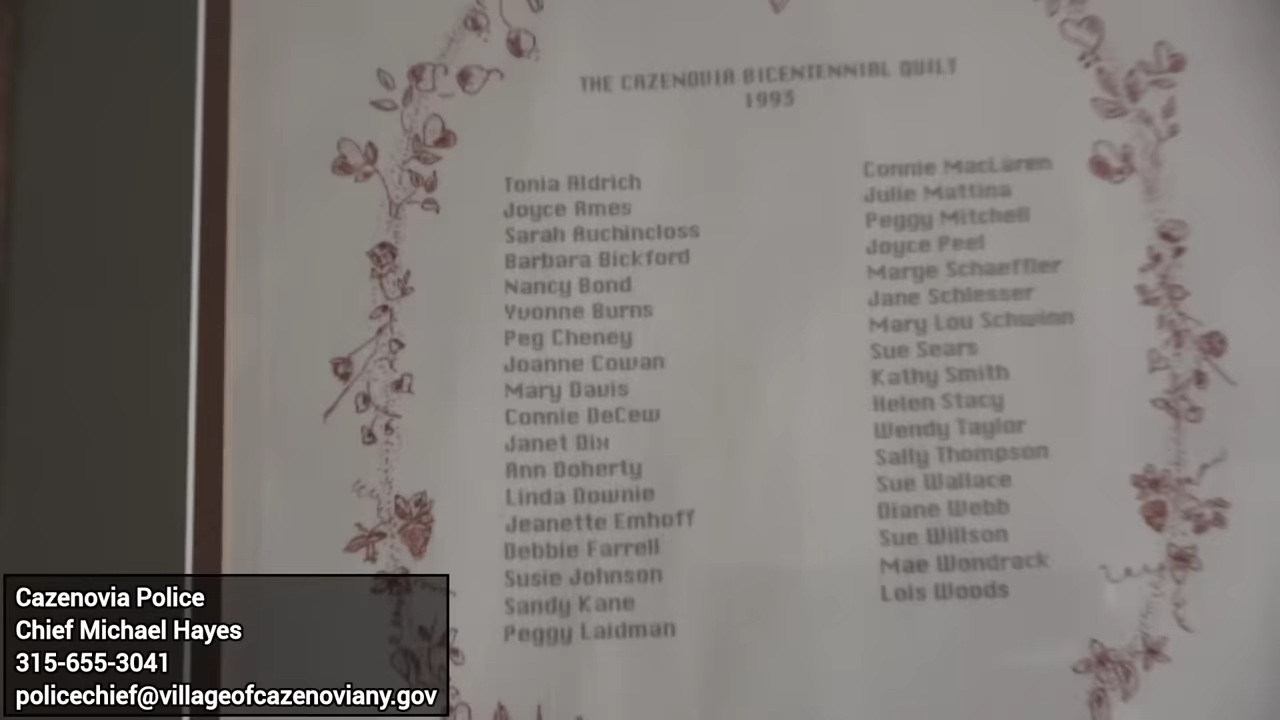 THE CAZENOVIA BICENTENNIAL QUILT
1993
Tonia Aldrich
Joyce Ames
Sarah Auchincloss
Barbara Bickford
Nancy Bond
Yvonne Burns
Peg Cheney
Joanne Cowan
Mary Davis
Connie DeCew
Janet Dix
Ann Doherty
Linda Downie
Jeanette Emhoff
Debbie Farrell
Susie Johnson
Sandy Kane
Peggy Laidman
Connie MacLaren
Julie Mattina
Peggy Mitchell
Joyce Peel
Marge Schaeffler
Jane Schlesser
Mary Lou Schwinn
Sue Sears
Kathy Smith
Helen Stacy
Wendy Taylor
Sally Thompson
Sue Wallace
Diane Webb
Sue Willson
Mae Wondrack
Lois Woods
Cazenovia Police
Chief Michael Hayes
315-655-3041
policechief@villageofcazenoviany.gov